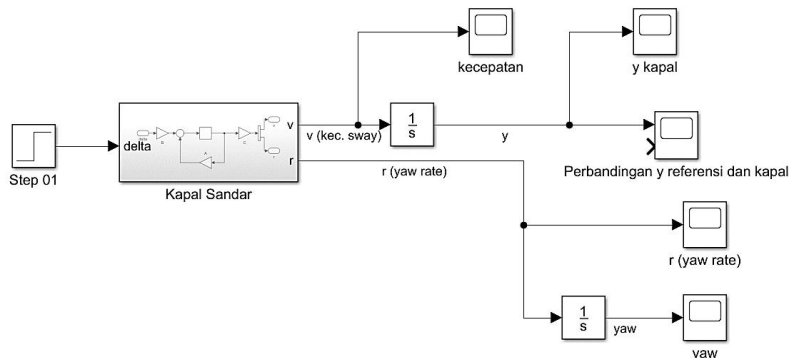 kecepatan
y kapal
Step 01
delta
v
r
Kapal Sandar
v (kec. sway)
1
s
y
Perbandingan y referensi dan kapal
r (yaw rate)
r (yaw rate)
1
s
yaw
yaw